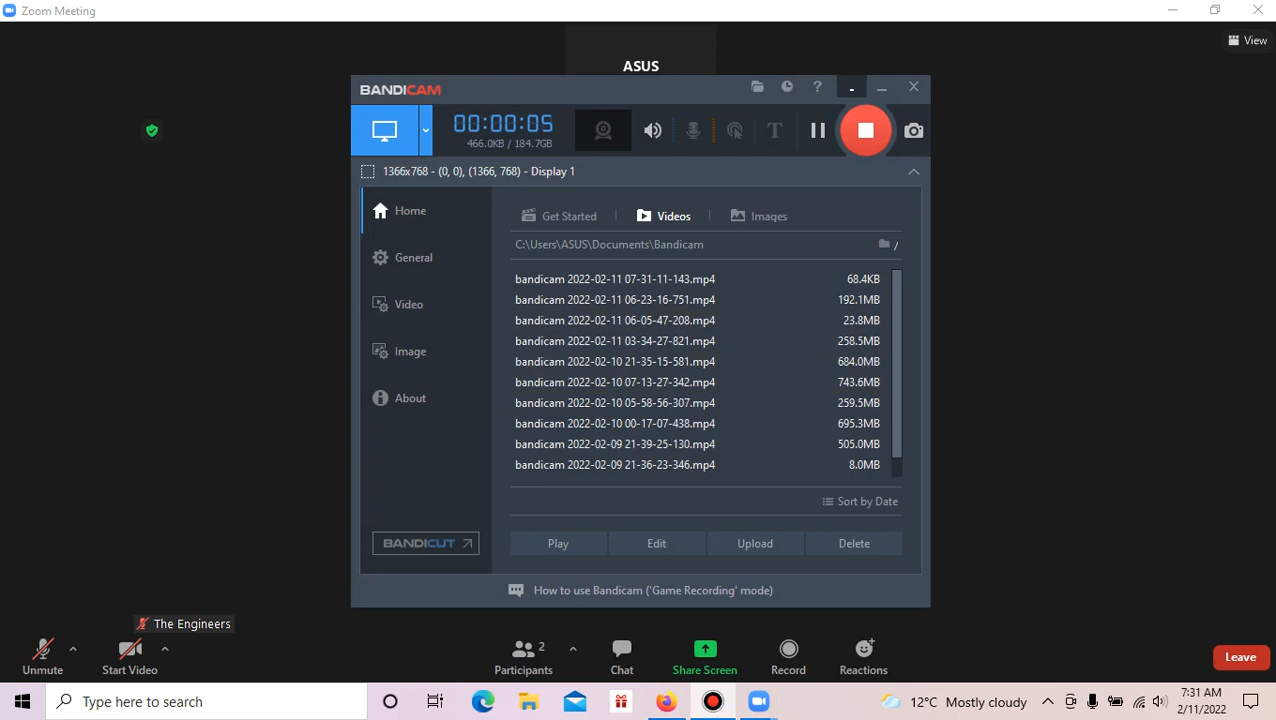 Zoom Meeting
View
ASUS
BANDICAM
00:00:05
466.0KB / 184.7GB
1366x768 - (0, 0), (1366, 768) - Display 1
Home
General
Video
Image
About
BANDICUT
Get Started
Videos
Images
C:\Users\ASUS\Documents\Bandicam
/
bandicam 2022-02-11 07-31-11-143.mp4 68.4KB
bandicam 2022-02-11 06-23-16-751.mp4 192.1MB
bandicam 2022-02-11 06-05-47-208.mp4 23.8MB
bandicam 2022-02-11 03-34-27-821.mp4 258.5MB
bandicam 2022-02-10 21-35-15-581.mp4 684.0MB
bandicam 2022-02-10 07-13-27-342.mp4 743.6MB
bandicam 2022-02-10 05-58-56-307.mp4 259.5MB
bandicam 2022-02-10 00-17-07-438.mp4 695.3MB
bandicam 2022-02-09 21-39-25-130.mp4 505.0MB
bandicam 2022-02-09 21-36-23-346.mp4 8.0MB
Sort by Date
Play
Edit
Upload
Delete
How to use Bandicam ('Game Recording' mode)
The Engineers
Unmute
Start Video
2
Participants
Chat
Share Screen
Record
Reactions
Leave
Type here to search
12°C Mostly cloudy
7:31 AM
2/11/2022